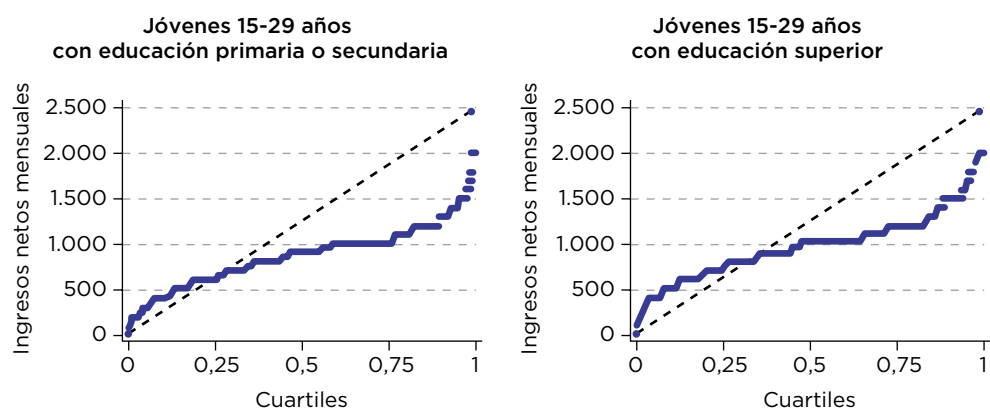 Jóvenes 15-29 años
con educación primaria o secundaria
Ingresos netos mensuales
2.500
2.000
1.500
1.000
500
0
0 0,25 0,5 0,75 1
Cuartiles
Jóvenes 15-29 años
con educación superior
Ingresos netos mensuales
2.500
2.000
1.500
1.000
500
0
0 0,25 0,5 0,75 1
Cuartiles